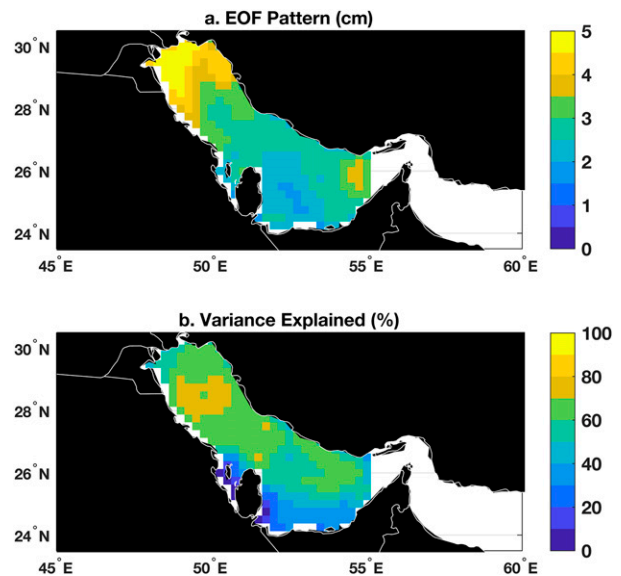 a. EOF Pattern (cm)
30°N
28°N
26°N
24°N
45°E 50°E 55°E 60°E
5
4
3
2
1
0
b. Variance Explained (%)
30°N
28°N
26°N
24°N
45°E 50°E 55°E 60°E
100
80
60
40
20
0